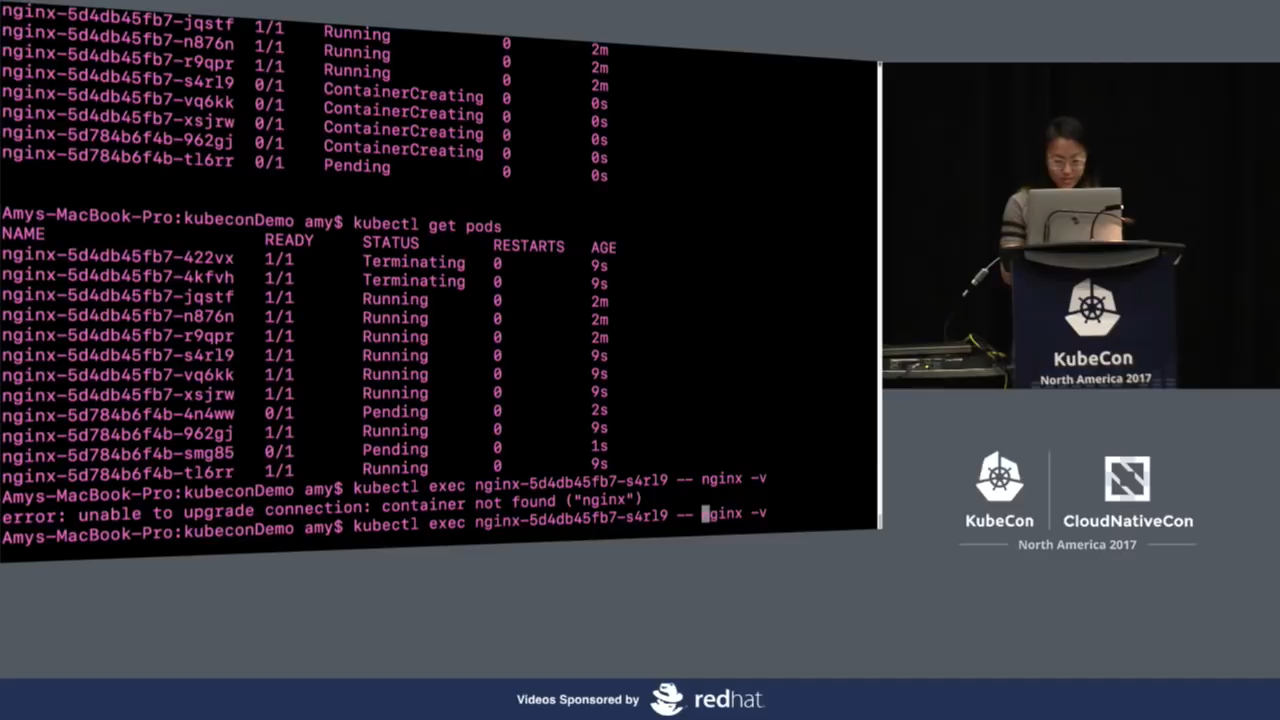 nginx-5d4db45fb7-jqstf 1/1 Running 0 2m
nginx-5d4db45fb7-n876n 1/1 Running 0 2m
nginx-5d4db45fb7-r9qpr 1/1 Running 0 2m
nginx-5d4db45fb7-s4rl9 0/1 ContainerCreating 0 0s
nginx-5d4db45fb7-vq6kk 0/1 ContainerCreating 0 0s
nginx-5d4db45fb7-xsjrw 0/1 ContainerCreating 0 0s
nginx-5d784b6f4b-962gj 0/1 ContainerCreating 0 0s
nginx-5d784b6f4b-tl6rr 0/1 Pending 0 0s
Amys-MacBook-Pro:kubeconDemo amy$ kubectl get pods
NAME READY STATUS RESTARTS AGE
nginx-5d4db45fb7-422vx 1/1 Terminating 0 9s
nginx-5d4db45fb7-4kfvh 1/1 Terminating 0 9s
nginx-5d4db45fb7-jqstf 1/1 Running 0 2m
nginx-5d4db45fb7-n876n 1/1 Running 0 2m
nginx-5d4db45fb7-r9qpr 1/1 Running 0 2m
nginx-5d4db45fb7-s4rl9 1/1 Running 0 9s
nginx-5d4db45fb7-vq6kk 1/1 Running 0 9s
nginx-5d4db45fb7-xsjrw 1/1 Running 0 9s
nginx-5d784b6f4b-4n4ww 0/1 Pending 0 2s
nginx-5d784b6f4b-962gj 1/1 Running 0 9s
nginx-5d784b6f4b-smg85 0/1 Pending 0 1s
nginx-5d784b6f4b-tl6rr 1/1 Running 0 9s
Amys-MacBook-Pro:kubeconDemo amy$ kubectl exec nginx-5d4db45fb7-s4rl9 -- nginx -v
error: unable to upgrade connection: container not found ("nginx")
Amys-MacBook-Pro:kubeconDemo amy$ kubectl exec nginx-5d4db45fb7-s4rl9 -- nginx -v
KubeCon
North America 2017
KubeCon
CloudNativeCon
North America 2017
Videos Sponsored by redhat.